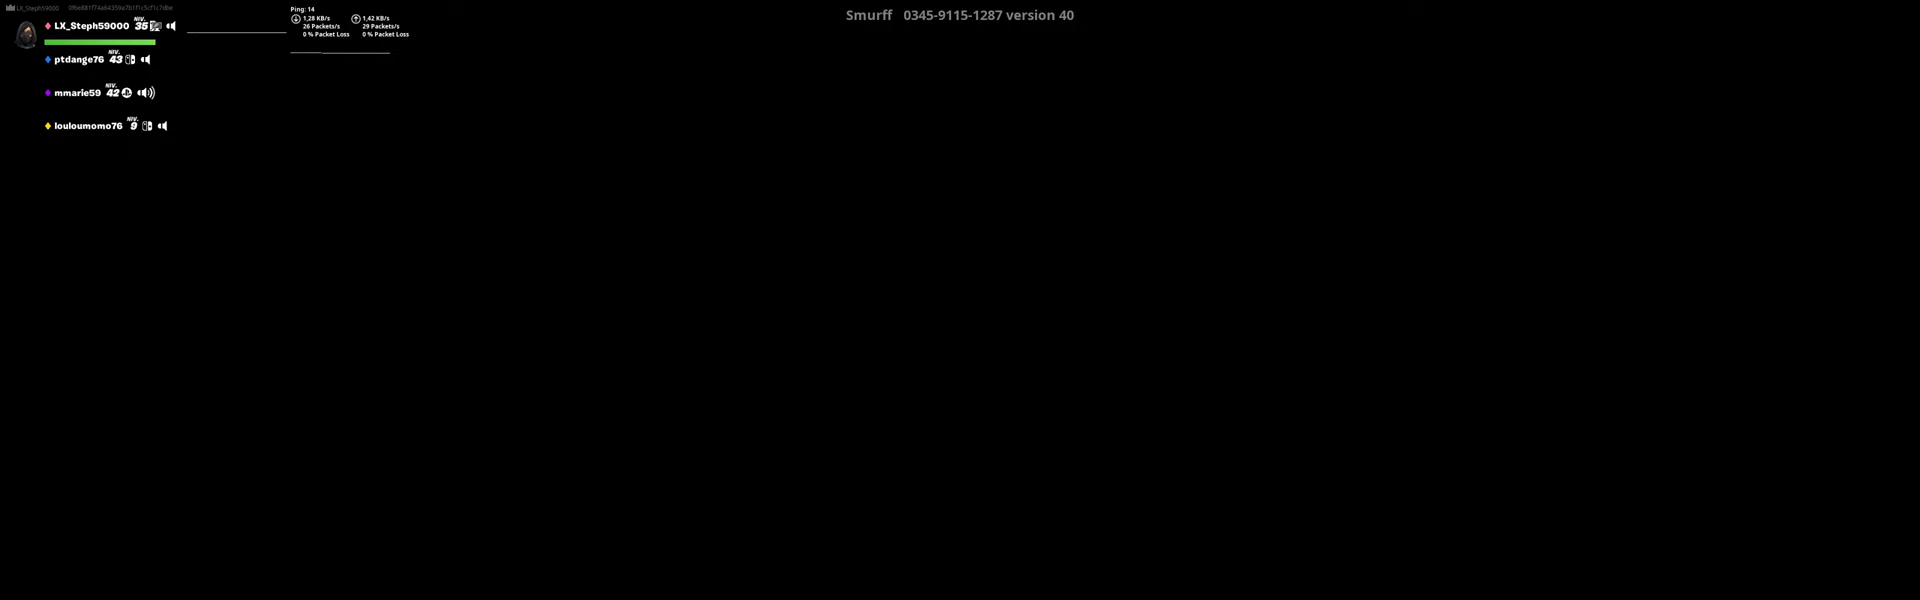 LX_Steph59000
LX_Steph59000 NIV. 35
ptdange76 NIV. 43
mmarie59 NIV. 42
louloumomo76 NIV. 9
Ping: 14
1,28 KB/s 1,42 KB/s
26 Packets/s 29 Packets/s
0 % Packet Loss 0 % Packet Loss
Smurff 0345-9115-1287 version 40